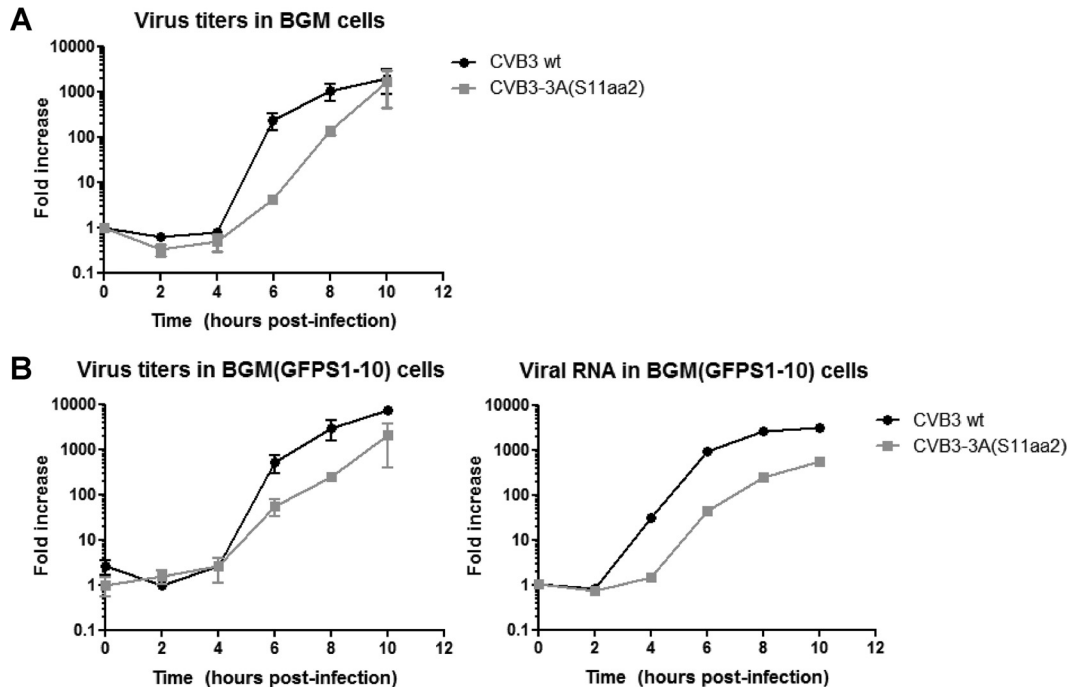 A
Virus titers in BGM cells
10000
1000
100
10
1
0.1
Fold increase
0 2 4 6 8 10 12
Time (hours post-infection)
CVB3 wt
CVB3-3A(S11aa2)
B
Virus titers in BGM(GFPS1-10) cells
10000
1000
100
10
1
0.1
Fold increase
0 2 4 6 8 10 12
Time (hours post-infection)
Viral RNA in BGM(GFPS1-10) cells
10000
1000
100
10
1
0.1
Fold increase
0 2 4 6 8 10 12
Time (hours post-infection)
CVB3 wt
CVB3-3A(S11aa2)